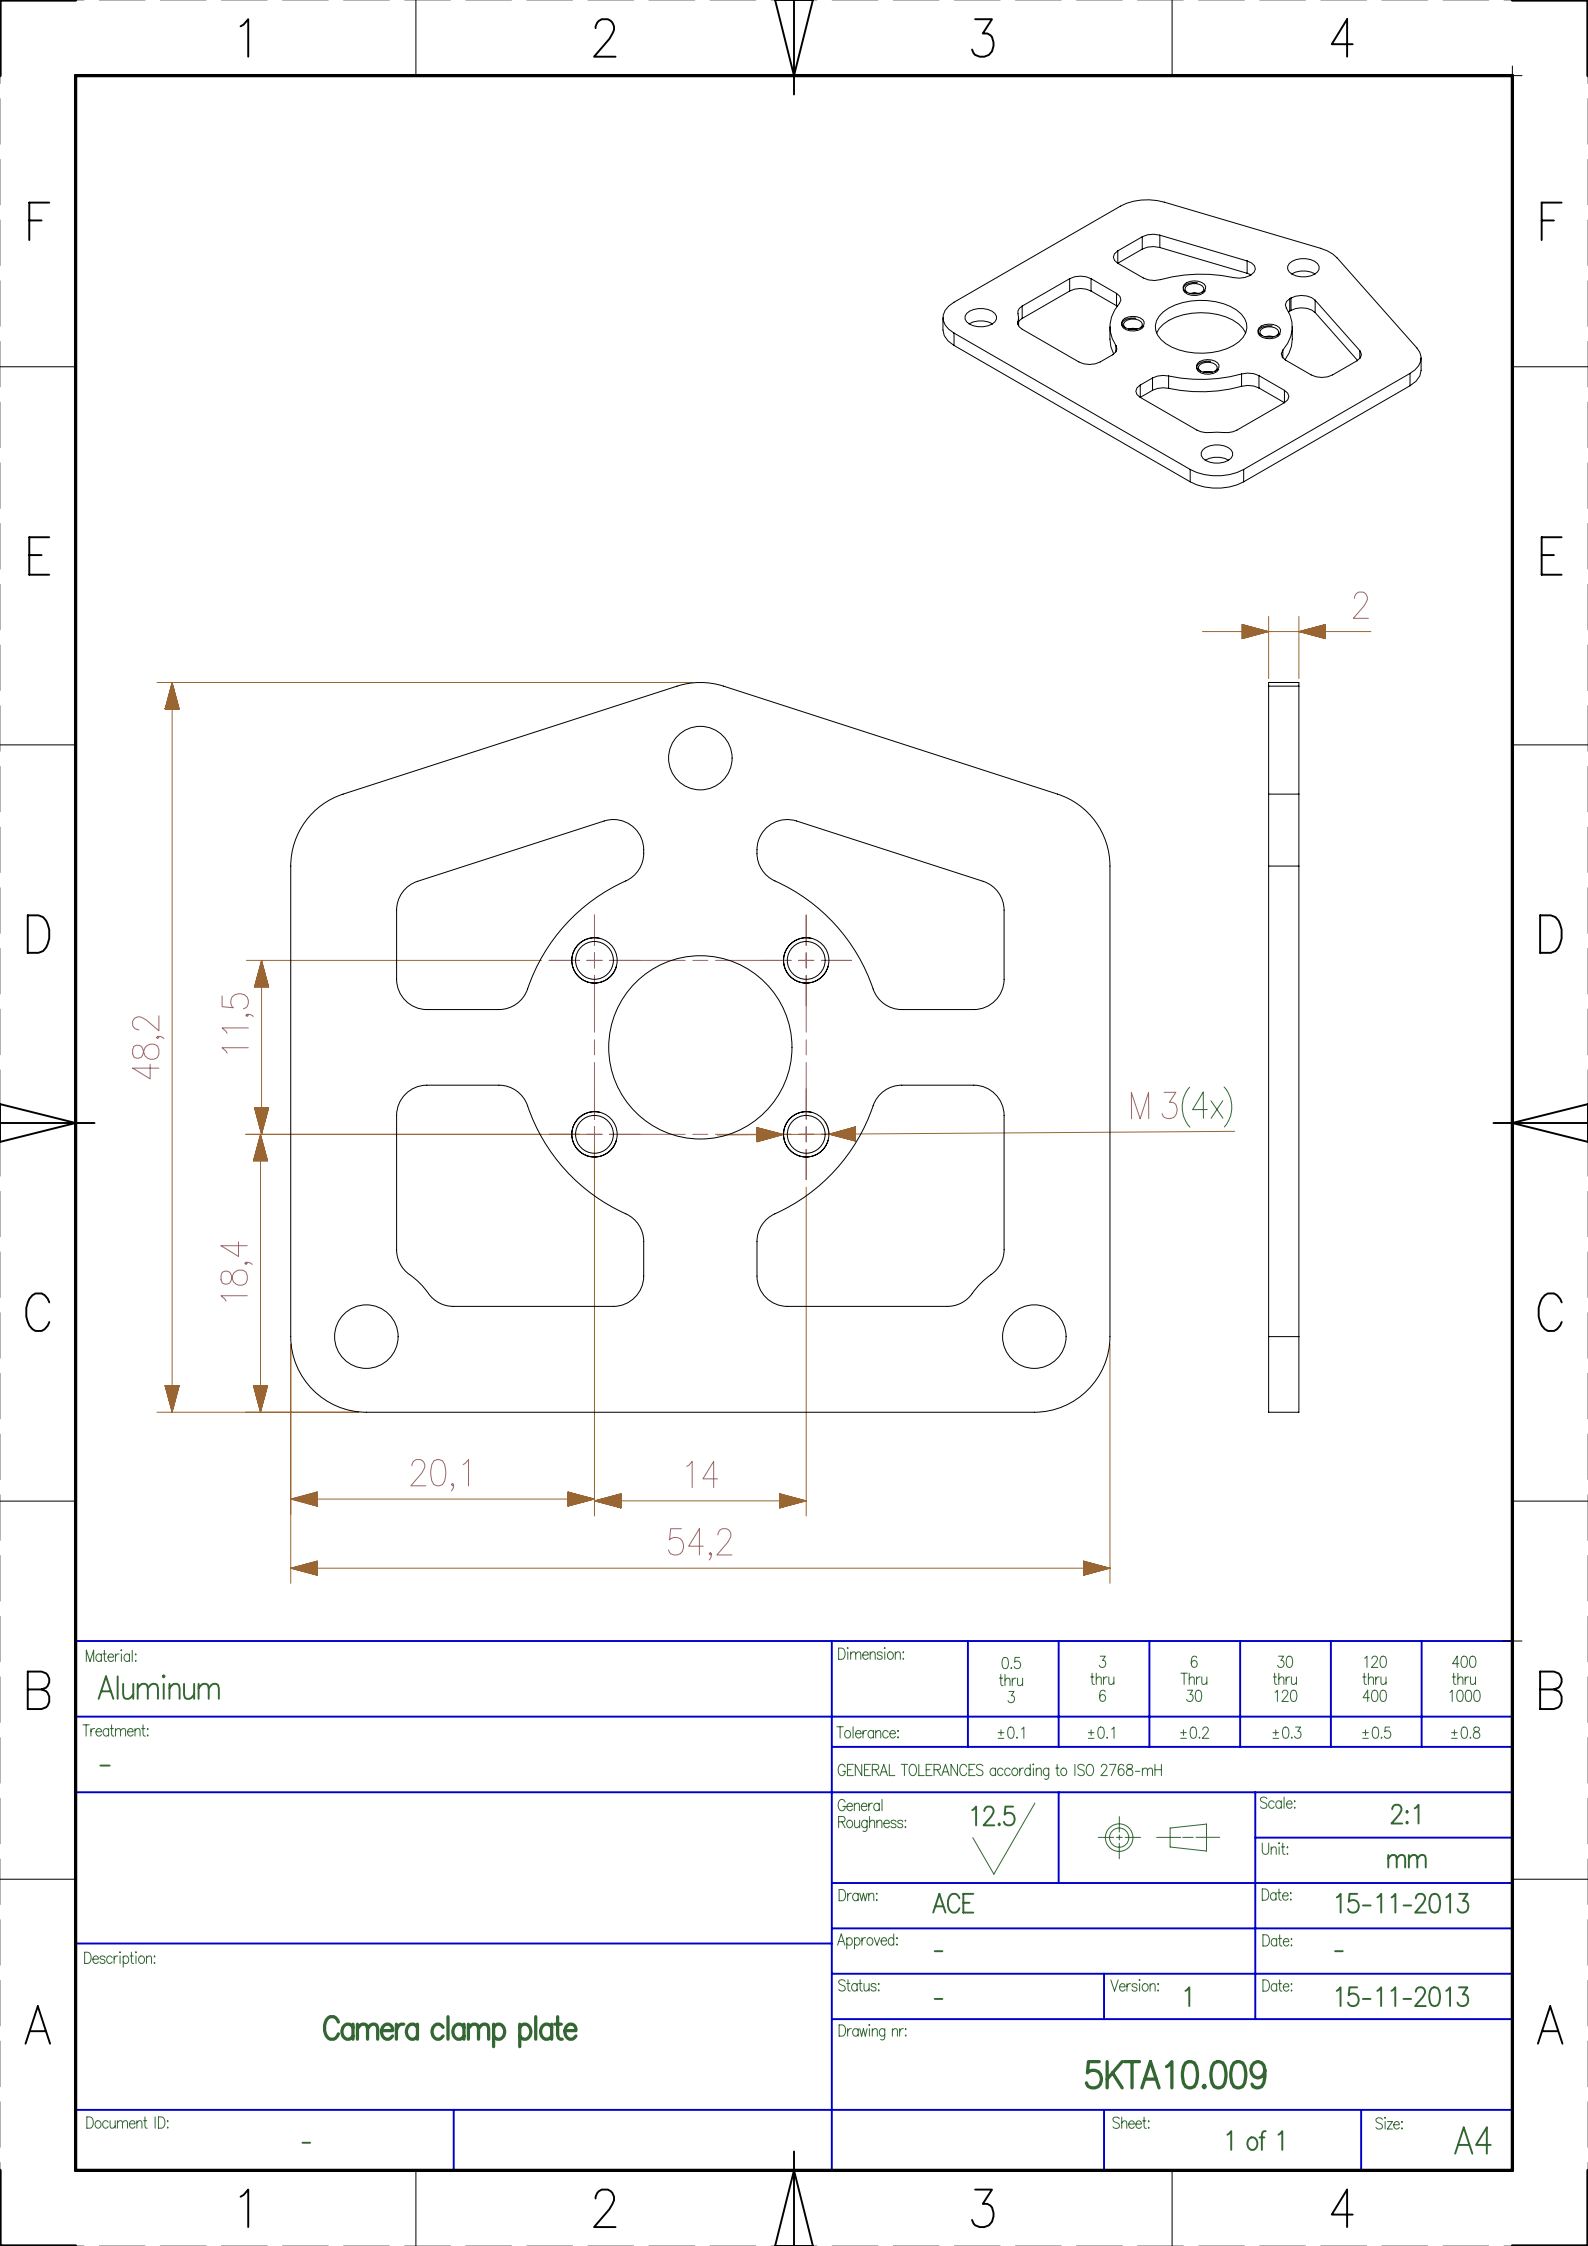 1 2 3 4
F F
E E
2
D D
48,2
11,5
M 3(4x)
18,4
C C
20,1 14
54,2
B B
Material:
Aluminum
Dimension: 0.5 thru 3 3 thru 6 6 Thru 30 30 thru 120 120 thru 400 400 thru 1000
Treatment:
-
Tolerance: ±0.1 ±0.1 ±0.2 ±0.3 ±0.5 ±0.8
GENERAL TOLERANCES according to ISO 2768-mH
General
Roughness: 12.5
Scale: 2:1
Unit: mm
Drawn: ACE Date: 15-11-2013
Approved: - Date: -
Status: - Version: 1 Date: 15-11-2013
A A
Description:
Camera clamp plate
Drawing nr:
5KTA10.009
Document ID: -
Sheet: 1 of 1 Size: A4
1 2 3 4